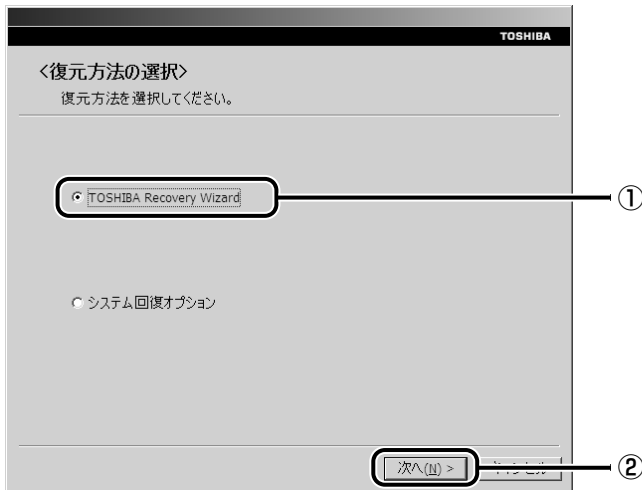 TOSHIBA
<復元方法の選択>
復元方法を選択してください。
TOSHIBA Recovery Wizard
①
システム回復オプション
次へ(N) >
②